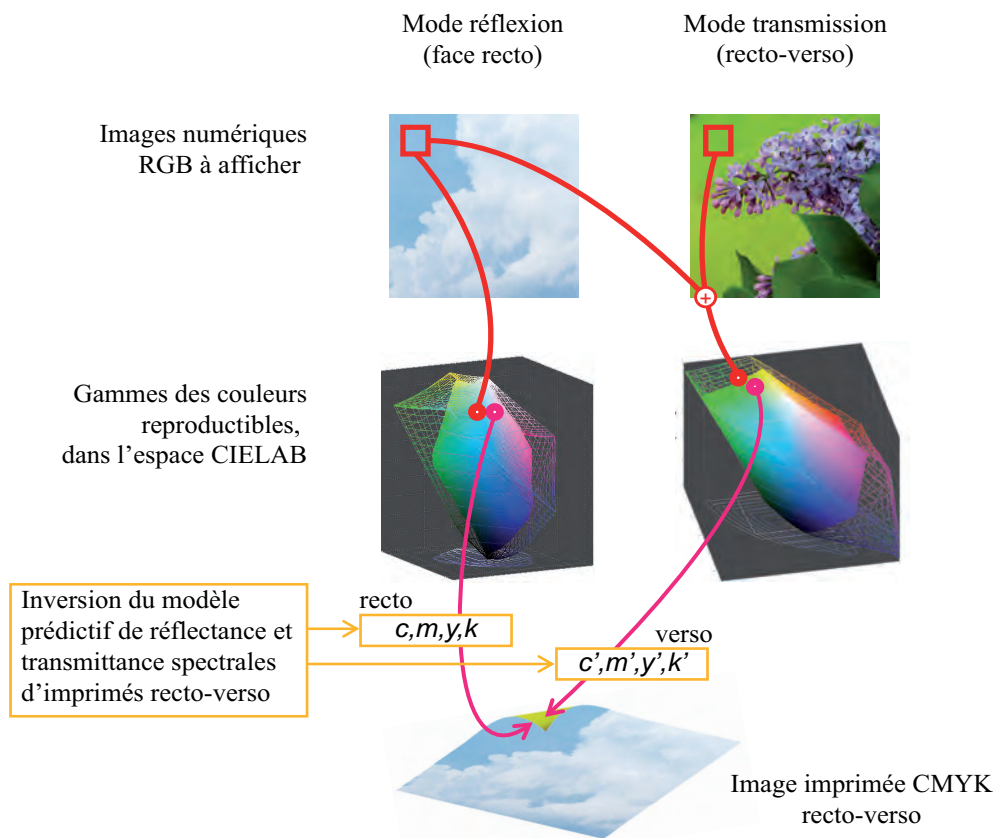 Mode réflexion
(face recto)
Mode transmission
(recto-verso)
Images numériques
RGB à afficher
+
Gammes des couleurs
reproductibles,
dans l’espace CIELAB
Inversion du modèle
prédictif de réflectance et
transmittance spectrales
d’imprimés recto-verso
recto
c,m,y,k
verso
c’,m’,y’,k’
Image imprimée CMYK
recto-verso